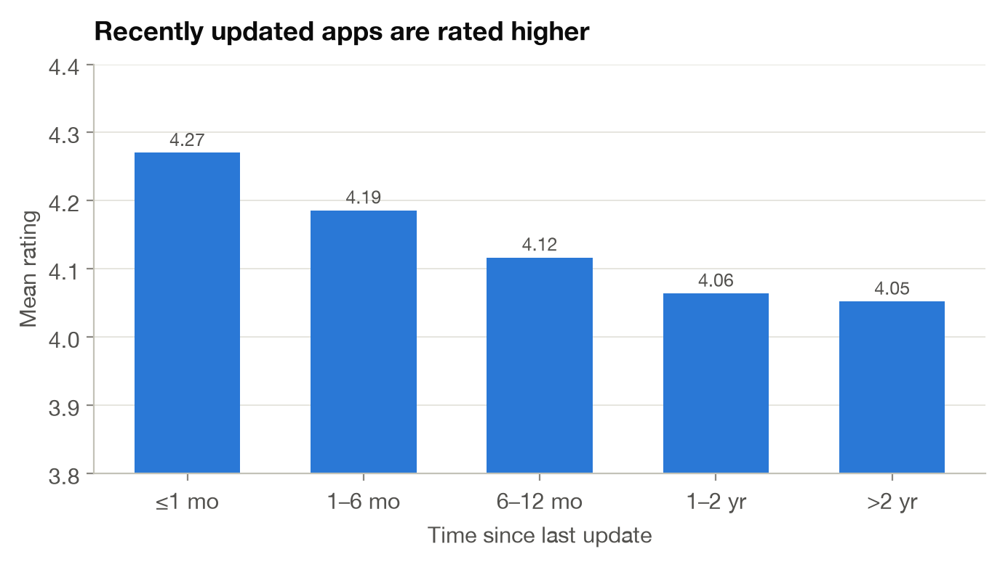 Recently updated apps are rated higher
Mean rating
4.4
4.3
4.2
4.1
4.0
3.9
3.8
4.27
4.19
4.12
4.06
4.05
≤1 mo
1–6 mo
6–12 mo
1–2 yr
>2 yr
Time since last update